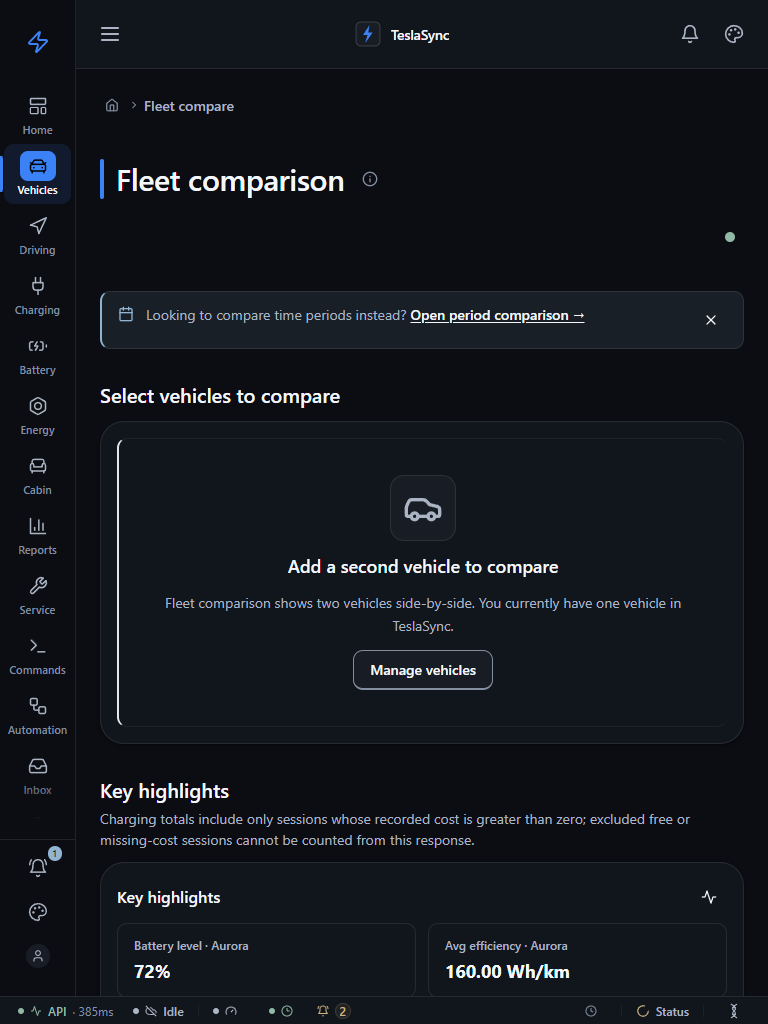 TeslaSync
Home
Vehicles
Driving
Charging
Battery
Energy
Cabin
Reports
Service
Commands
Automation
Inbox
1
Fleet compare
Fleet comparison
Looking to compare time periods instead? Open period comparison →
Select vehicles to compare
Add a second vehicle to compare
Fleet comparison shows two vehicles side-by-side. You currently have one vehicle in
TeslaSync.
Manage vehicles
Key highlights
Charging totals include only sessions whose recorded cost is greater than zero; excluded free or
missing-cost sessions cannot be counted from this response.
Key highlights
Battery level · Aurora
72%
Avg efficiency · Aurora
160.00 Wh/km
API · 385ms
Idle
2
Status